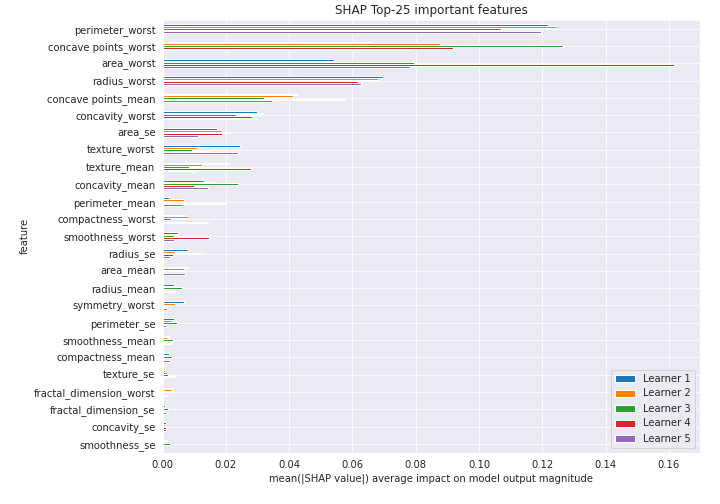 SHAP Top-25 important features
perimeter_worst
concave points_worst
area_worst
radius_worst
concave points_mean
concavity_worst
area_se
texture_worst
texture_mean
concavity_mean
perimeter_mean
compactness_worst
smoothness_worst
radius_se
area_mean
radius_mean
symmetry_worst
perimeter_se
smoothness_mean
compactness_mean
texture_se
fractal_dimension_worst
fractal_dimension_se
concavity_se
smoothness_se
feature
Learner 1
Learner 2
Learner 3
Learner 4
Learner 5
0.00 0.02 0.04 0.06 0.08 0.10 0.12 0.14 0.16
mean(|SHAP value|) average impact on model output magnitude